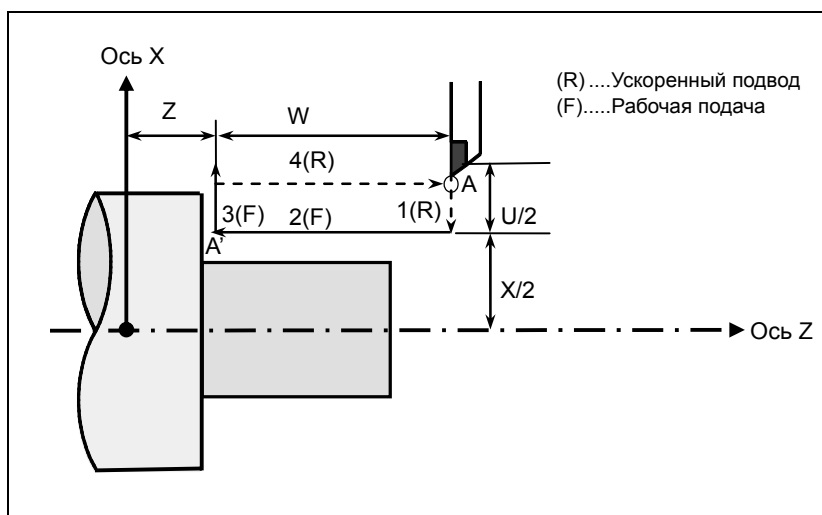 Ось X
(R) ....Ускоренный подвод
(F).....Рабочая подача
Z
W
4(R)
A
3(F)
2(F)
1(R)
U/2
A'
X/2
Ось Z